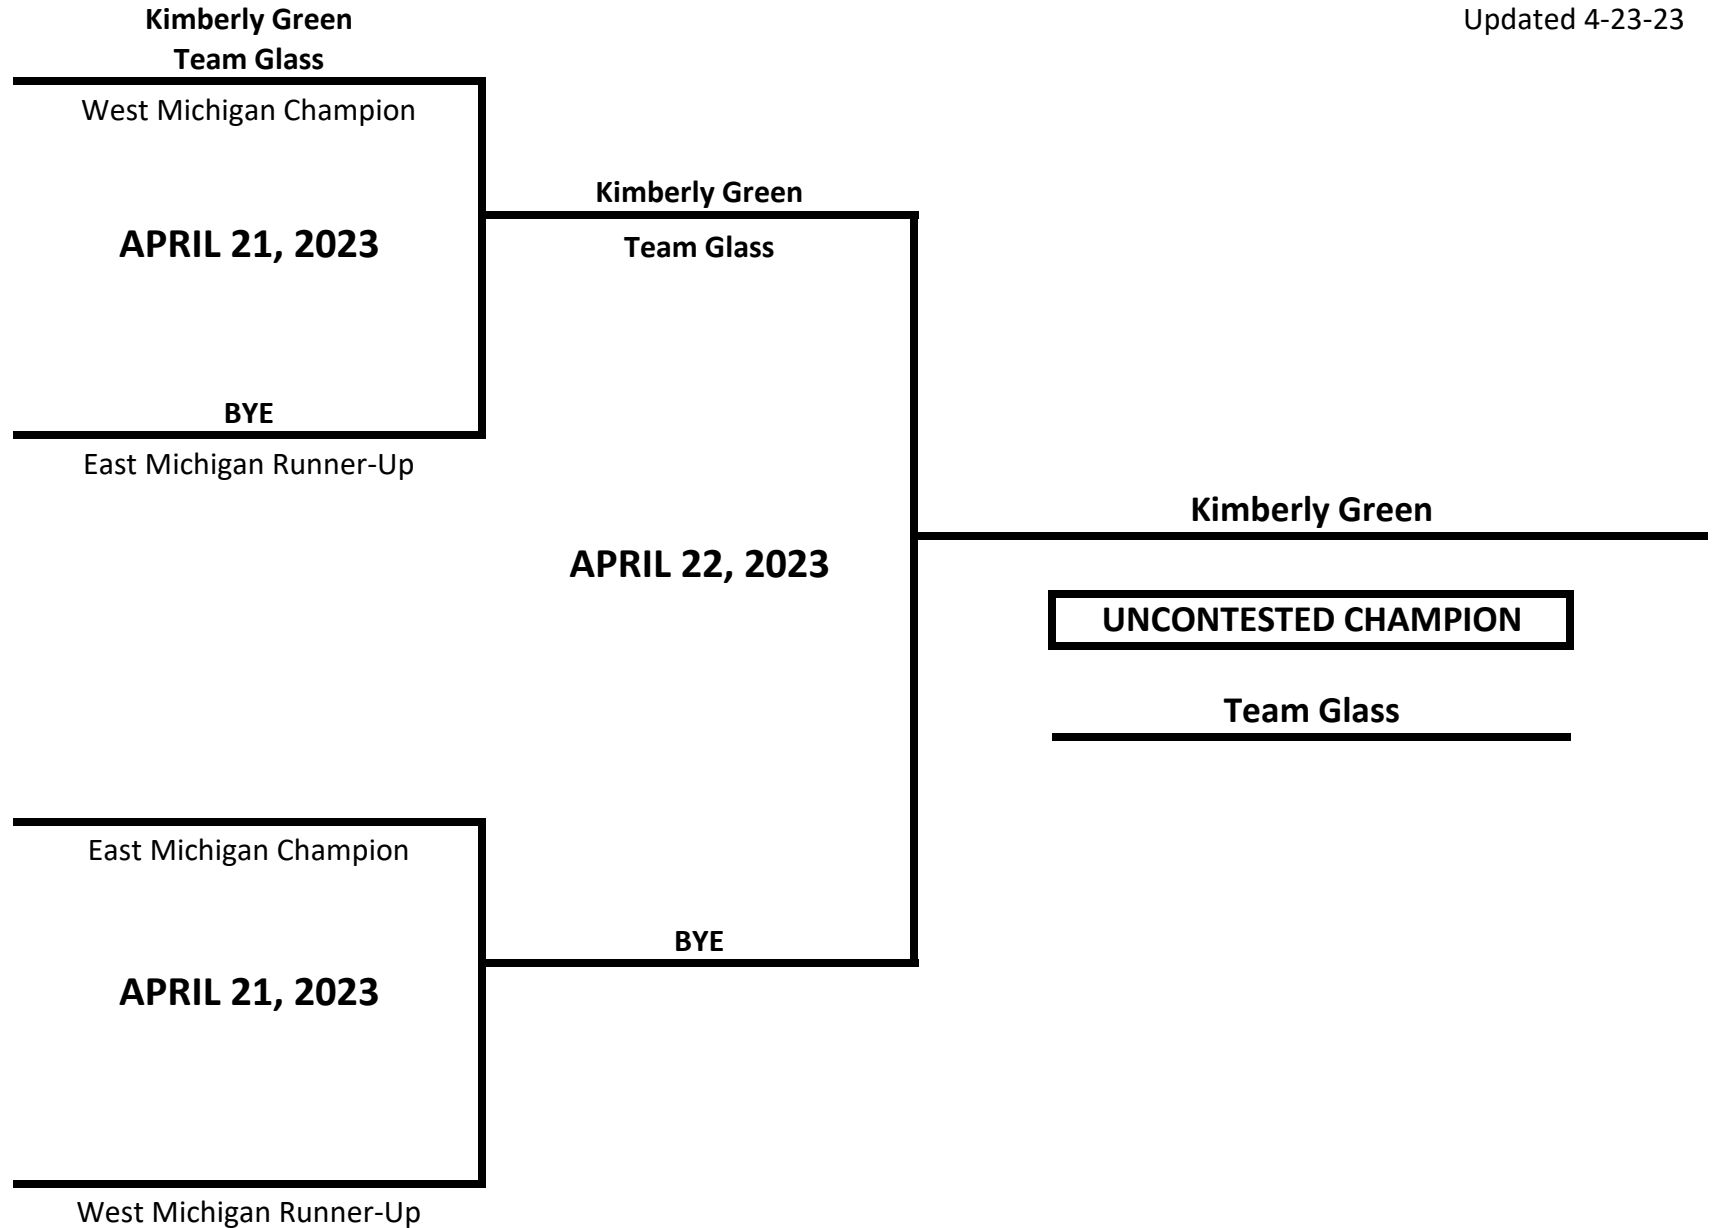 Kimberly Green
Team Glass
Updated 4-23-23
West Michigan Champion
APRIL 21, 2023
BYE
East Michigan Runner-Up
Kimberly Green
Team Glass
APRIL 22, 2023
Kimberly Green
UNCONTESTED CHAMPION
Team Glass
East Michigan Champion
APRIL 21, 2023
West Michigan Runner-Up
BYE